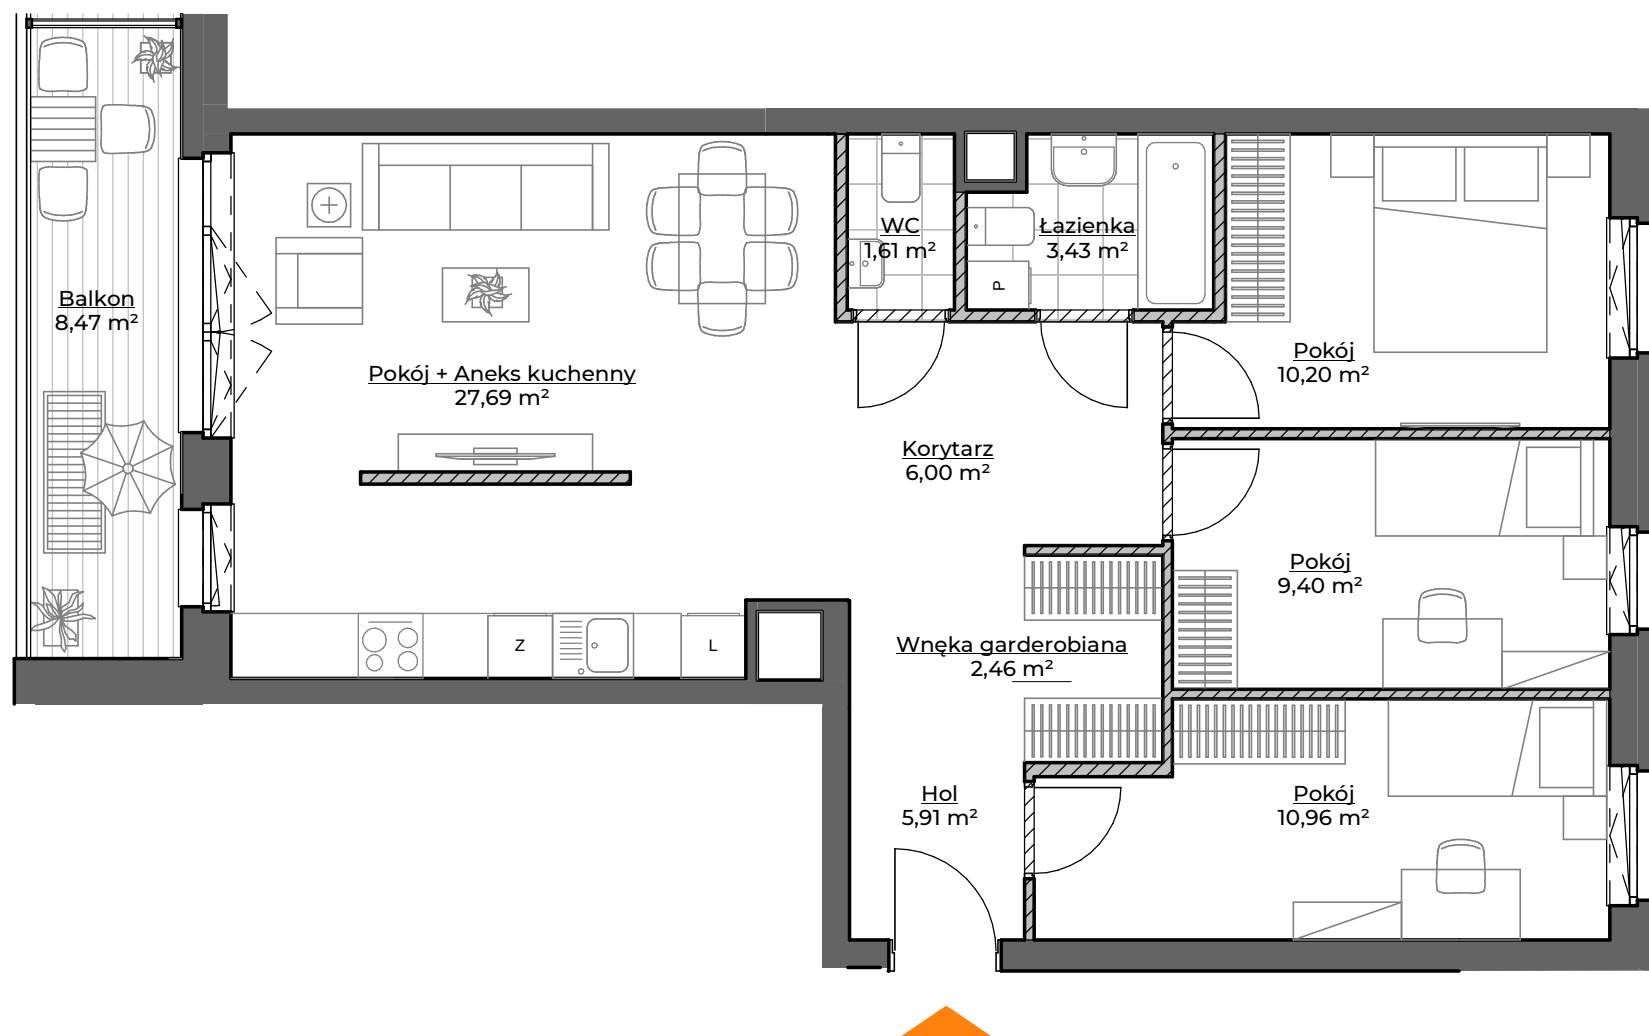 WC
1,61 m²
Łazienka
3,43 m²
P
Balkon
8,47 m²
Pokój + Aneks kuchenny
27,69 m²
Pokój
10,20 m²
Korytarz
6,00 m²
Pokój
9,40 m²
Wnęka garderobiana
2,46 m²
Z
L
Hol
5,91 m²
Pokój
10,96 m²